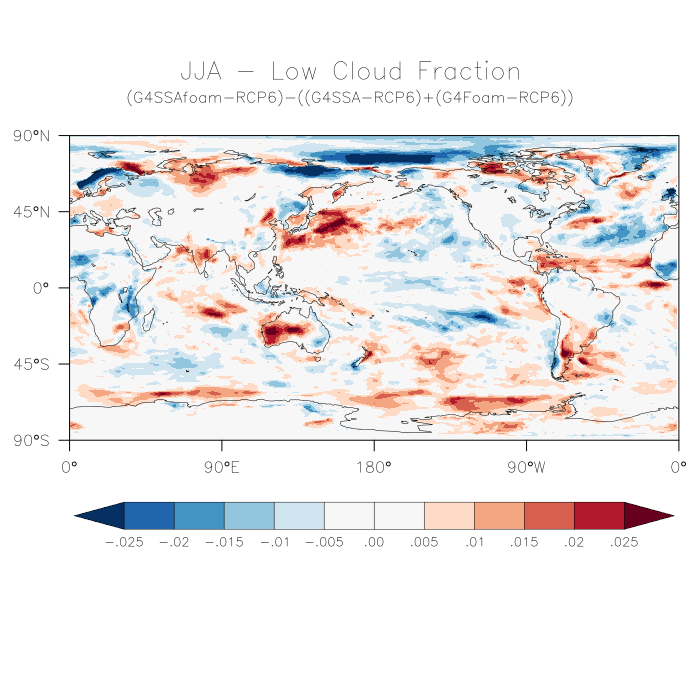 JJA – Low Cloud Fraction
(G4SSAfoam–RCP6)–((G4SSA–RCP6)+(G4Foam–RCP6))
90°N
45°N
0°
45°S
90°S
0° 90°E 180° 90°W 0°
–.025 –.02 –.015 –.01 –.005 .00 .005 .01 .015 .02 .025